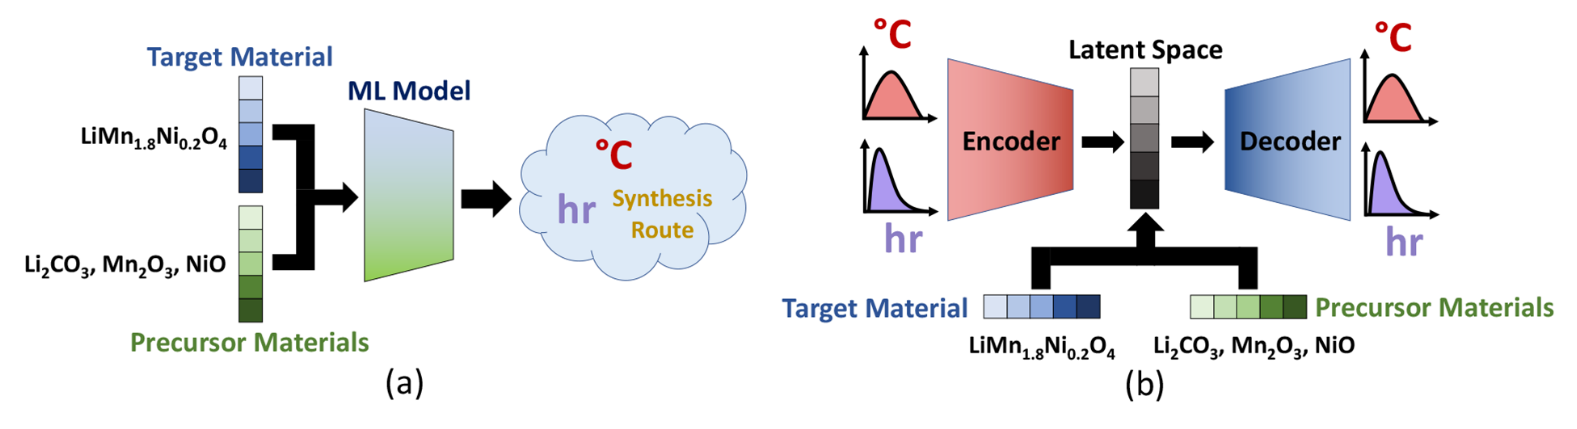 Target Material
ML Model
LiMn1.8Ni0.2O4
°C
hr
Synthesis
Route
Li2CO3, Mn2O3, NiO
Precursor Materials
(a)
°C
Latent Space
°C
Encoder
Decoder
hr
hr
Target Material
Precursor Materials
LiMn1.8Ni0.2O4
Li2CO3, Mn2O3, NiO
(b)